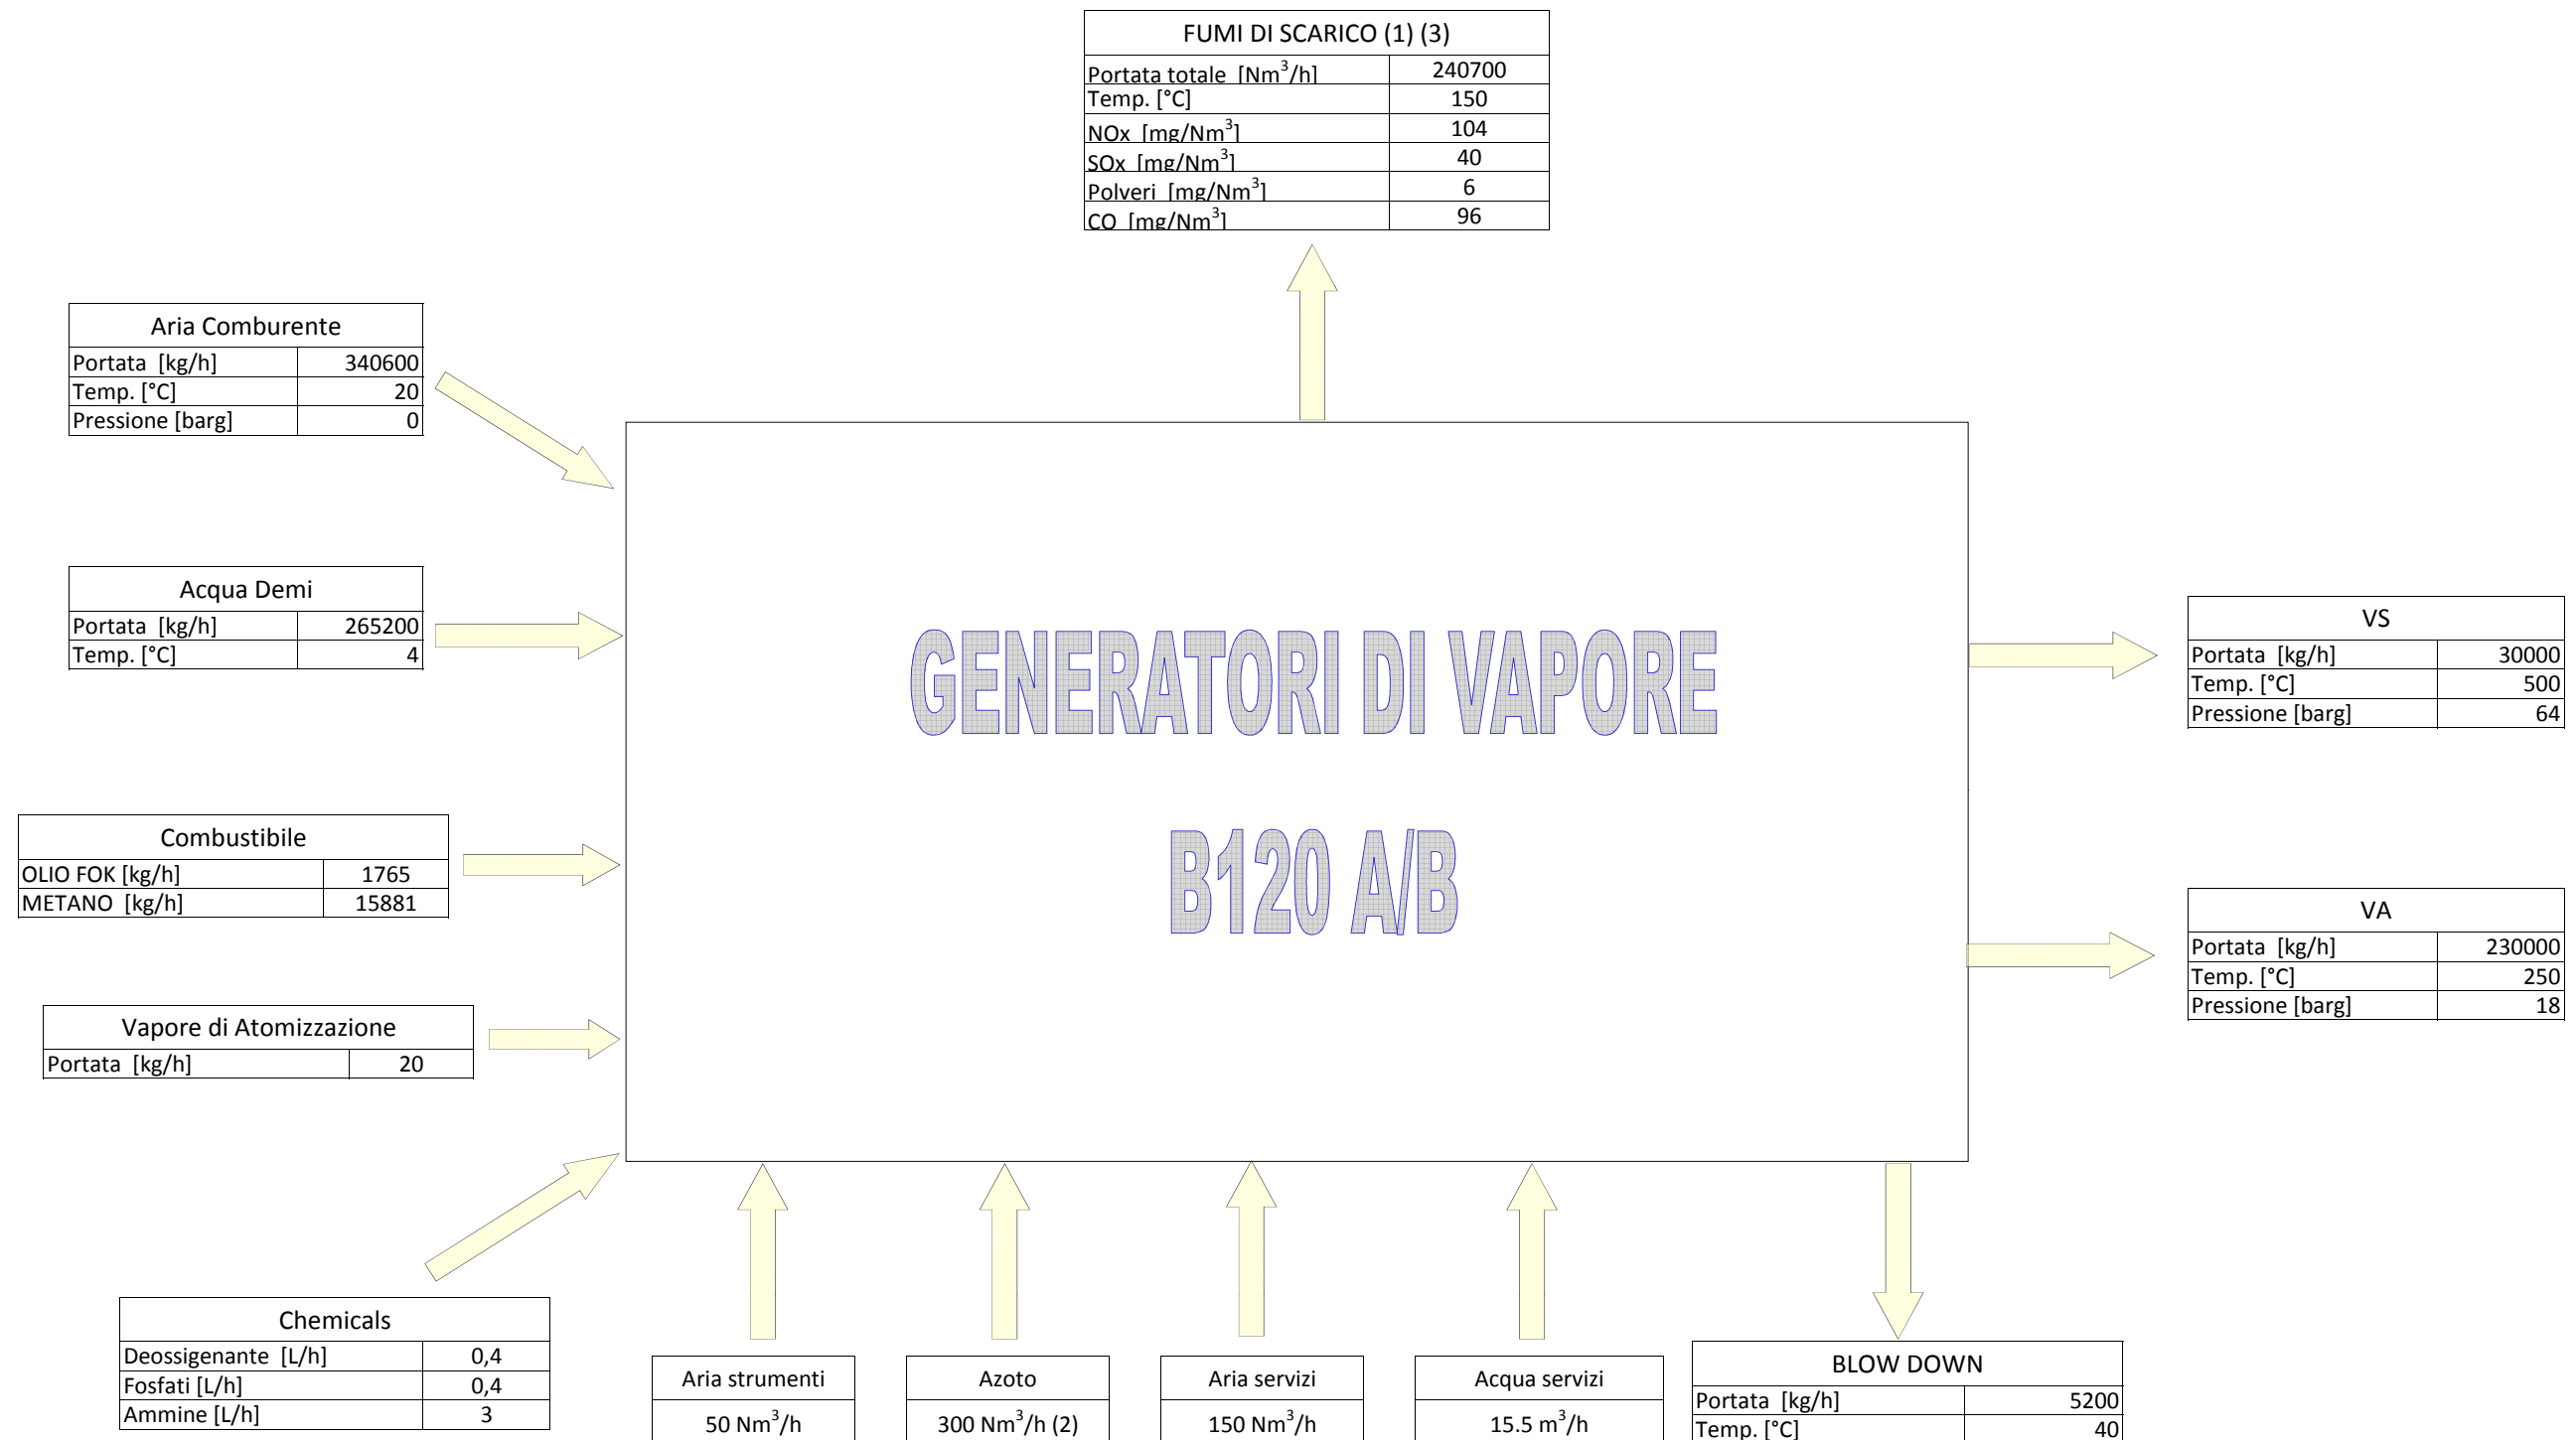 FUMI DI SCARICO (1) (3)
Portata totale [Nm³/h] 240700
Temp. [°C] 150
NOx [mg/Nm³] 104
SOx [mg/Nm³] 40
Polveri [mg/Nm³] 6
CO [mg/Nm³] 96
Aria Comburente
Portata [kg/h] 340600
Temp. [°C] 20
Pressione [barg] 0
Acqua Demi
Portata [kg/h] 265200
Temp. [°C] 4
Combustibile
OLIO FOK [kg/h] 1765
METANO [kg/h] 15881
Vapore di Atomizzazione
Portata [kg/h] 20
Chemicals
Deossigenante [L/h] 0,4
Fosfati [L/h] 0,4
Ammine [L/h] 3
GENERATORI DI VAPORE
B120 A/B
VS
Portata [kg/h] 30000
Temp. [°C] 500
Pressione [barg] 64
VA
Portata [kg/h] 230000
Temp. [°C] 250
Pressione [barg] 18
Aria strumenti
50 Nm³/h
Azoto
300 Nm³/h (2)
Aria servizi
150 Nm³/h
Acqua servizi
15.5 m³/h
BLOW DOWN
Portata [kg/h] 5200
Temp. [°C] 40